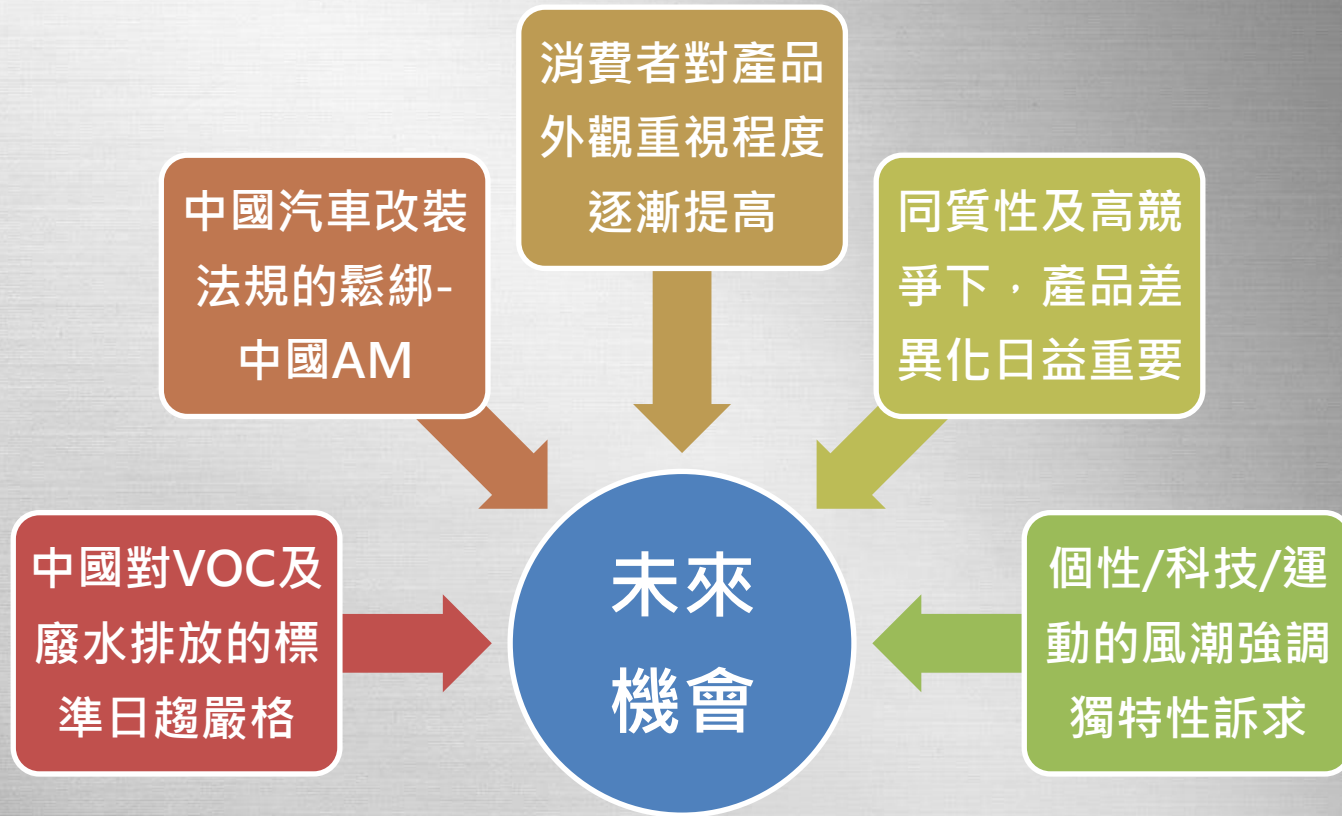 消費者對產品
外觀重視程度
逐漸提高
中國汽車改裝
法規的鬆綁-
中國AM
同質性及高競
爭下，產品差
異化日益重要
中國對VOC及
廢水排放的標
準日趨嚴格
未來
機會
個性/科技/運
動的風潮強調
獨特性訴求